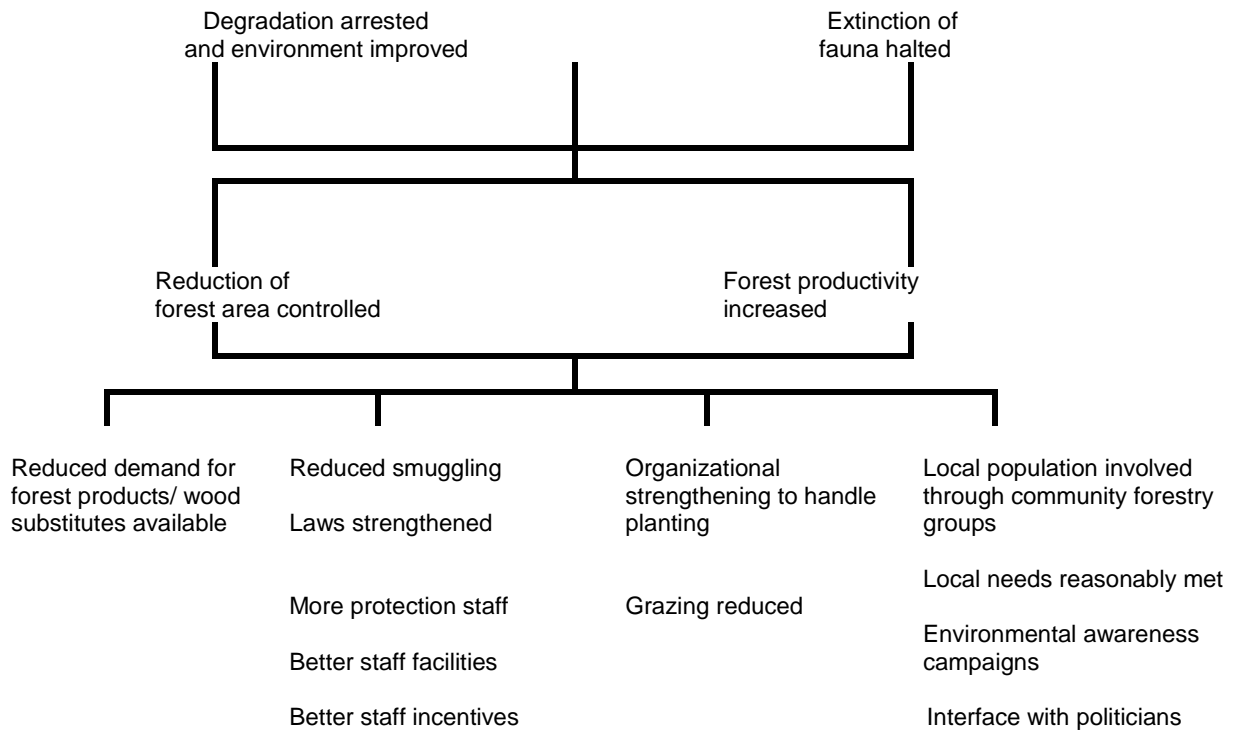 Degradation arrested
and environment improved
Extinction of
fauna halted
Reduction of
forest area controlled
Forest productivity
increased
Reduced demand for
forest products/ wood
substitutes available
Reduced smuggling
Laws strengthened
More protection staff
Better staff facilities
Better staff incentives
Organizational
strengthening to handle
planting
Grazing reduced
Local population involved
through community forestry
groups
Local needs reasonably met
Environmental awareness
campaigns
Interface with politicians